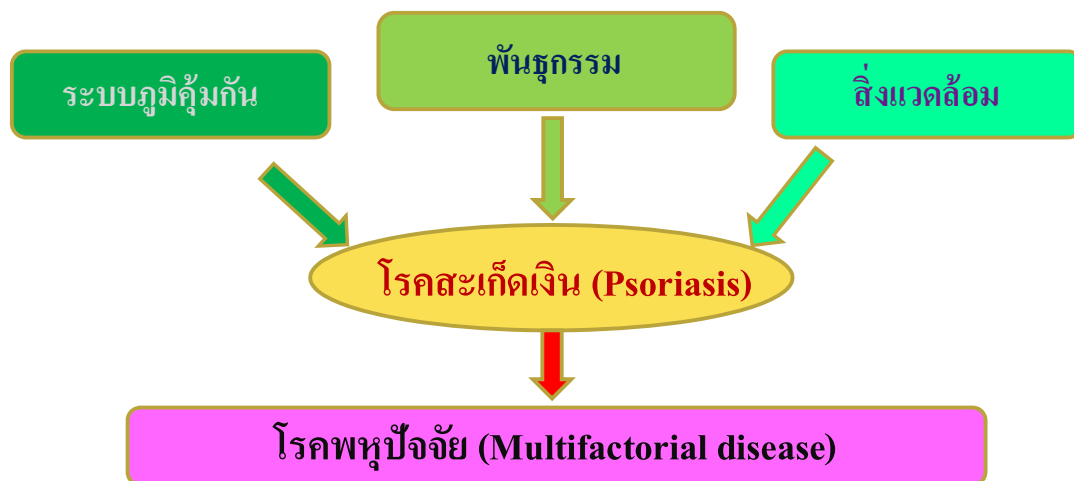 พันธุกรรม
ระบบภูมิคุ้มกัน
สิ่งแวดล้อม
โรคสะเก็ดเงิน (Psoriasis)
โรคพหุปัจจัย (Multifactorial disease)